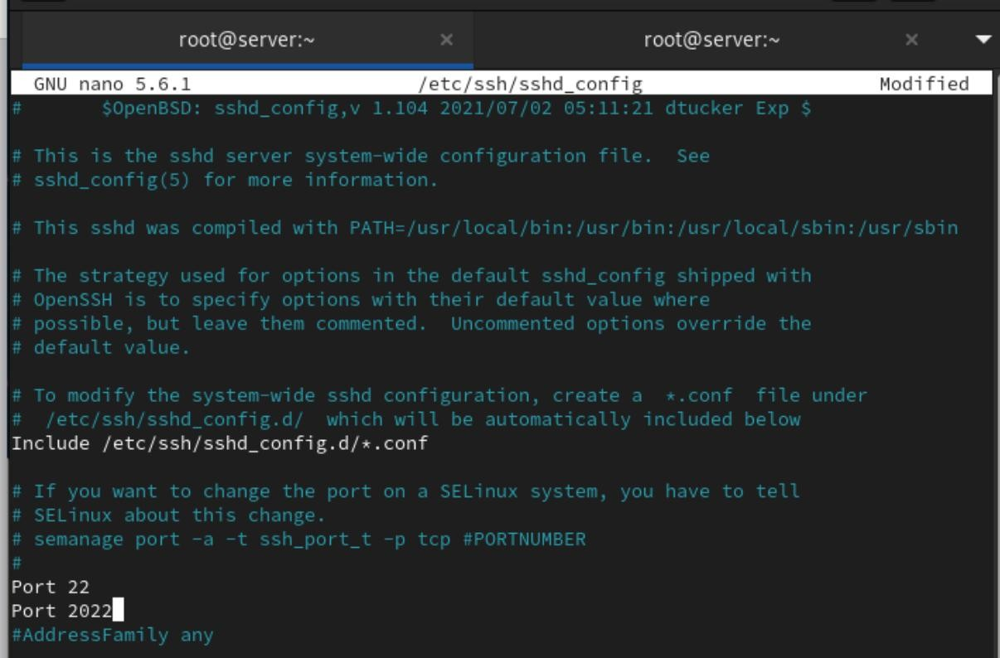 root@server:~ × root@server:~ ×
GNU nano 5.6.1 /etc/ssh/sshd_config Modified
# $OpenBSD: sshd_config,v 1.104 2021/07/02 05:11:21 dtucker Exp $
# This is the sshd server system-wide configuration file.  See
# sshd_config(5) for more information.
# This sshd was compiled with PATH=/usr/local/bin:/usr/bin:/usr/local/sbin:/usr/sbin
# The strategy used for options in the default sshd_config shipped with
# OpenSSH is to specify options with their default value where
# possible, but leave them commented.  Uncommented options override the
# default value.
# To modify the system-wide sshd configuration, create a  *.conf  file under
#  /etc/ssh/sshd_config.d/  which will be automatically included below
Include /etc/ssh/sshd_config.d/*.conf
# If you want to change the port on a SELinux system, you have to tell
# SELinux about this change.
# semanage port -a -t ssh_port_t -p tcp #PORTNUMBER
#
Port 22
Port 2022
#AddressFamily any